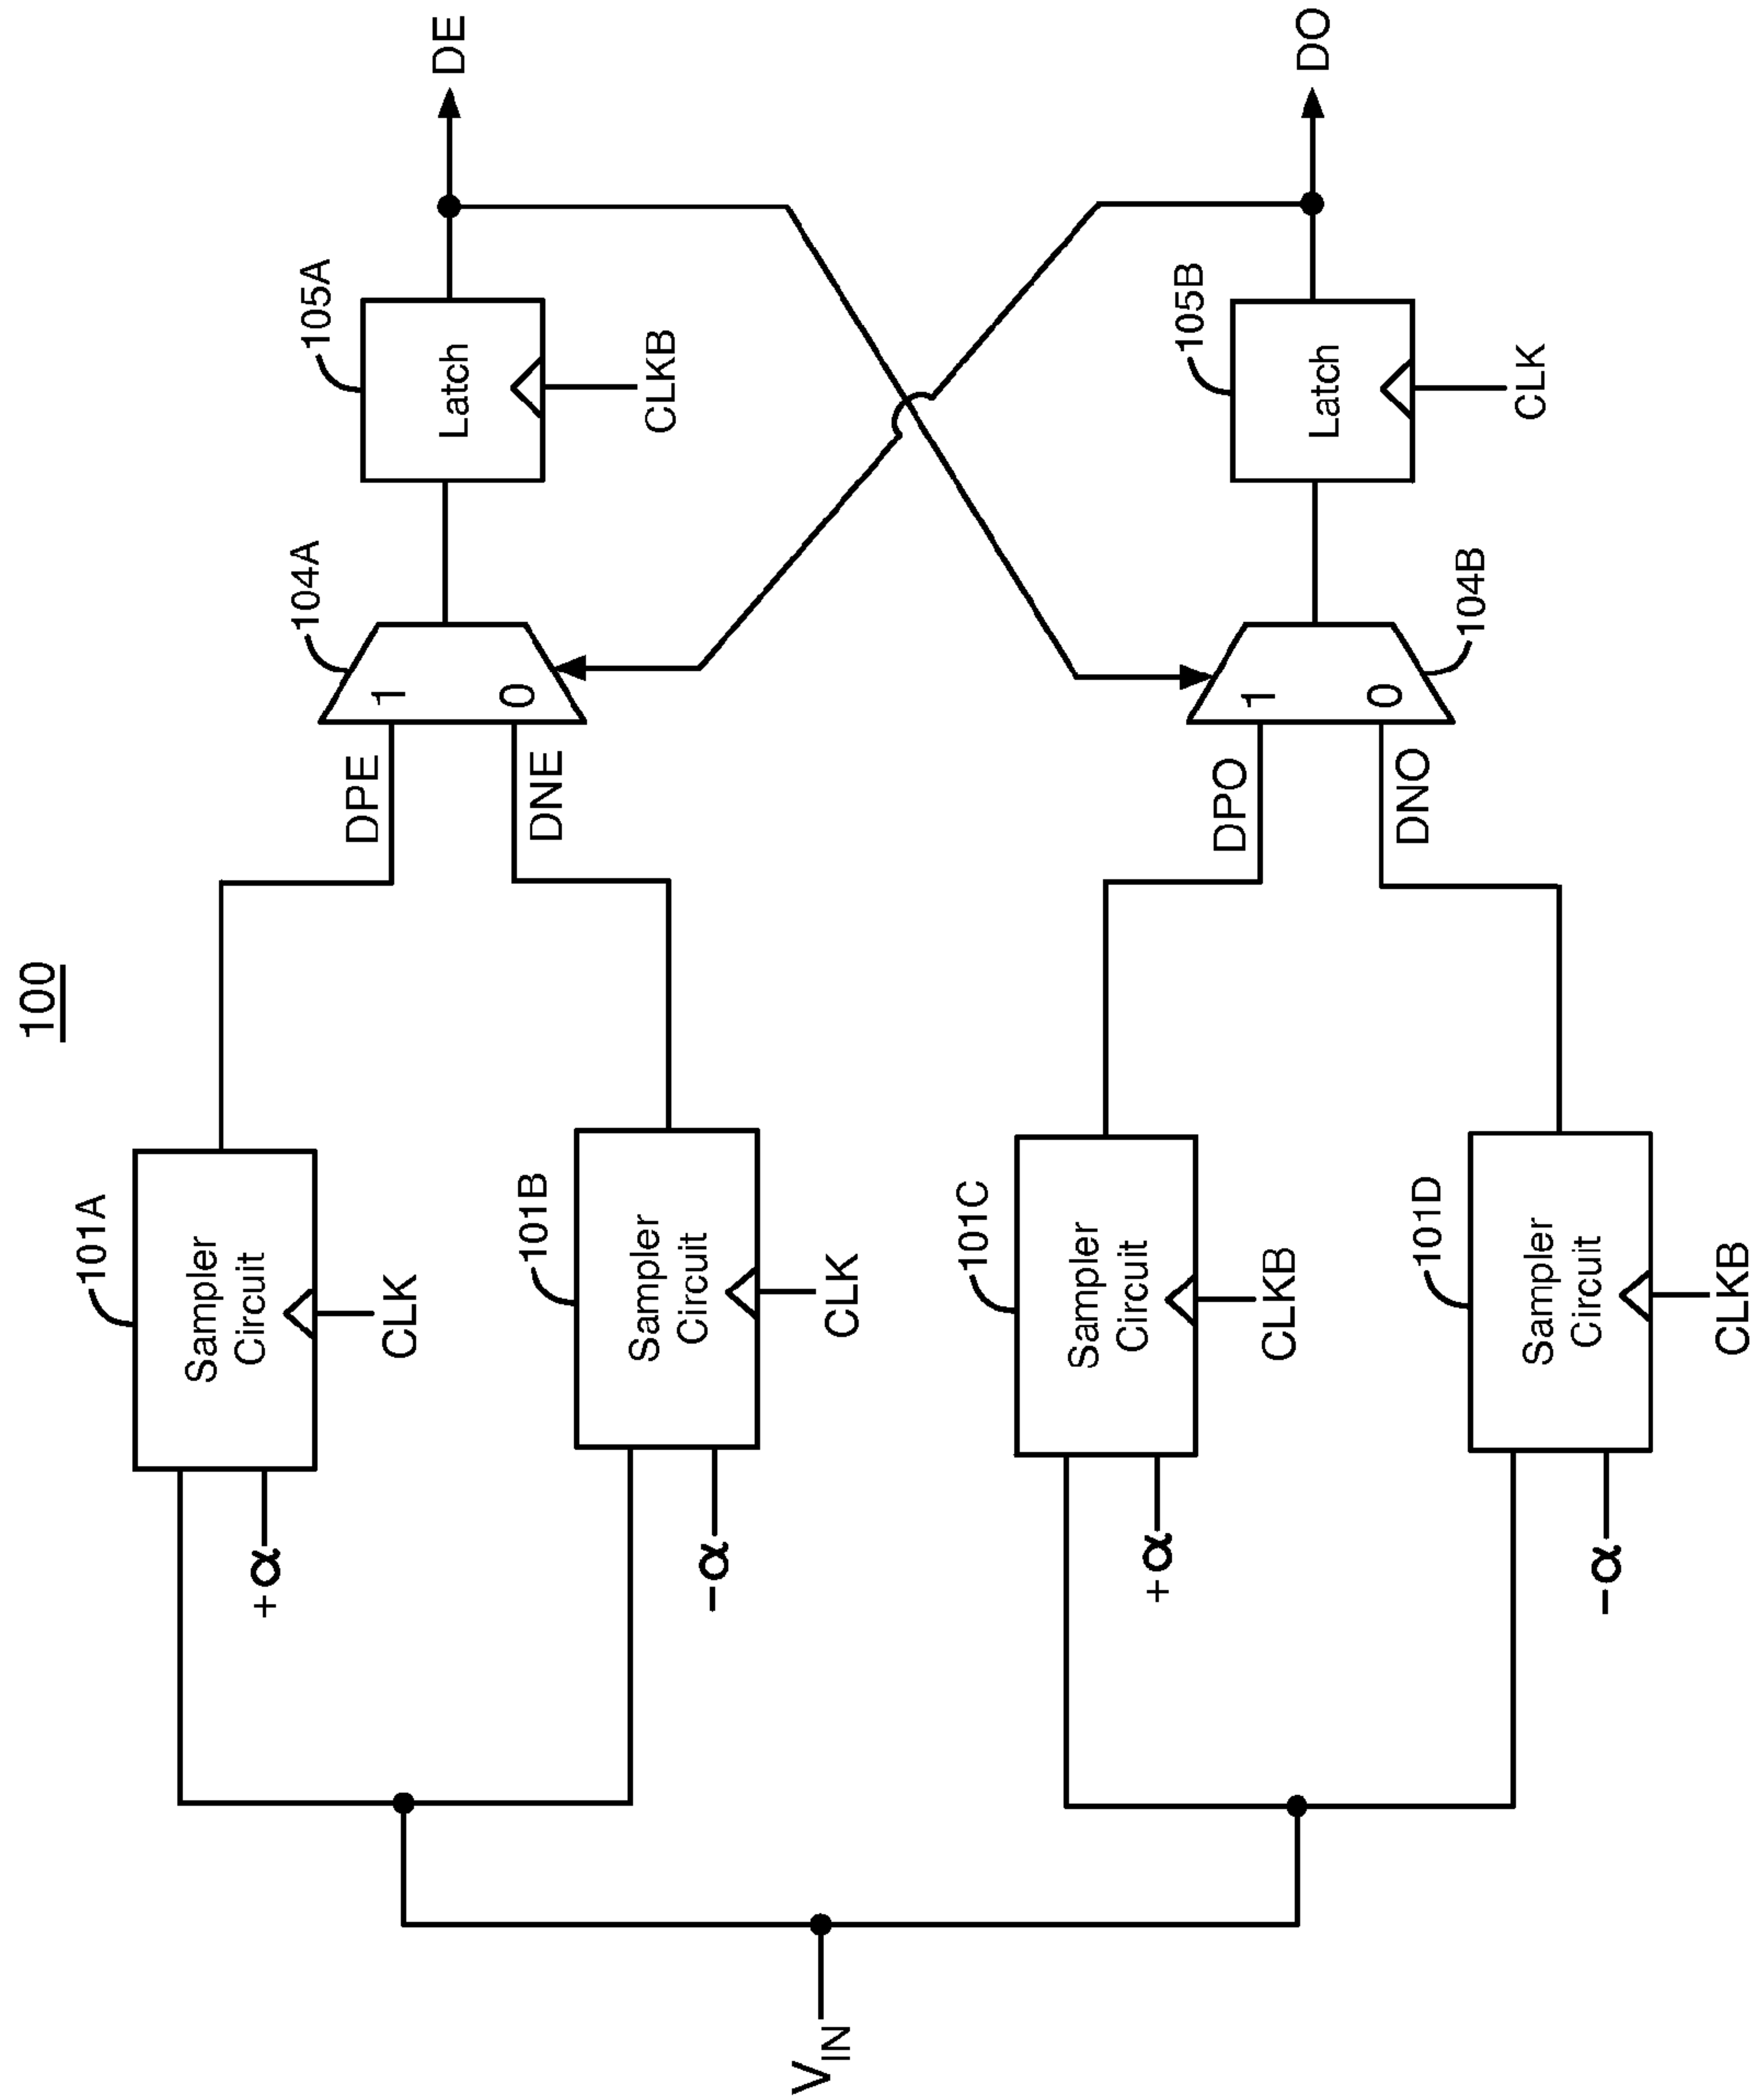 100
101A
Sampler
Circuit
+α
CLK
101B
Sampler
Circuit
-α
CLK
101C
Sampler
Circuit
+α
CLKB
101D
Sampler
Circuit
-α
CLKB
VIN
DPE
DNE
104A
1
0
105A
Latch
CLKB
DE
DPO
DNO
104B
1
0
105B
Latch
CLK
DO